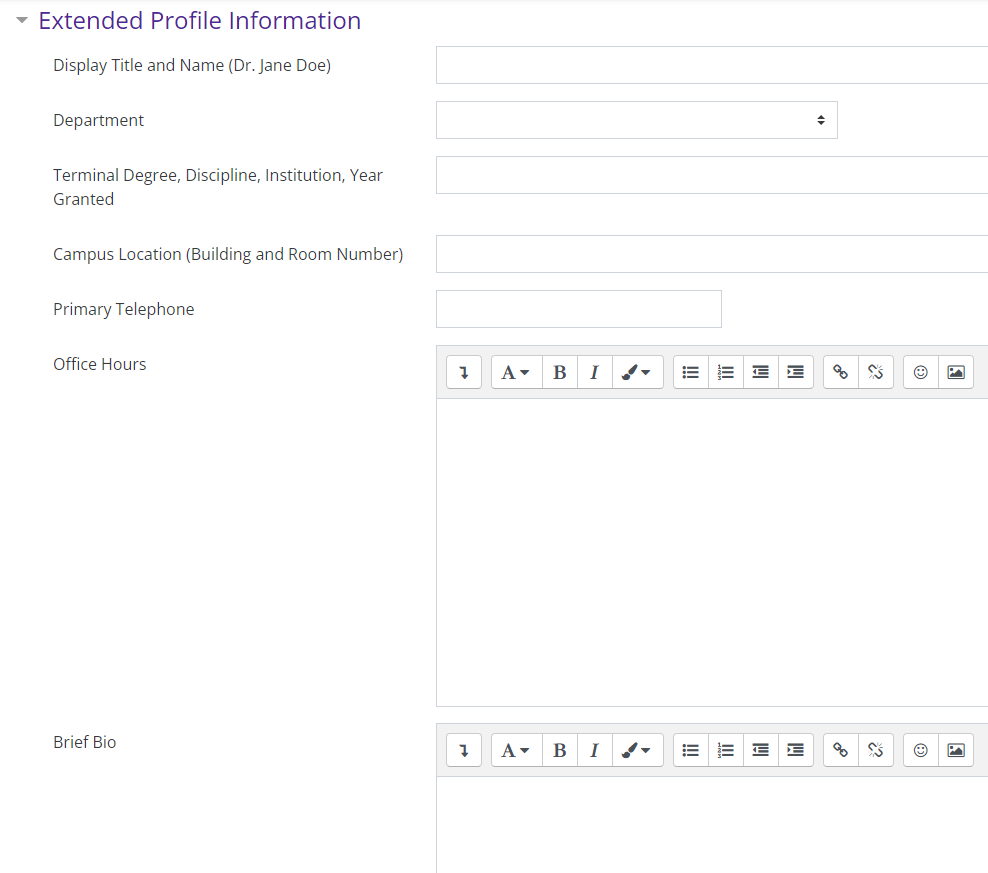 Extended Profile Information
Display Title and Name (Dr. Jane Doe)
Department
Terminal Degree, Discipline, Institution, Year
Granted
Campus Location (Building and Room Number)
Primary Telephone
Office Hours
A B I
Brief Bio
A B I